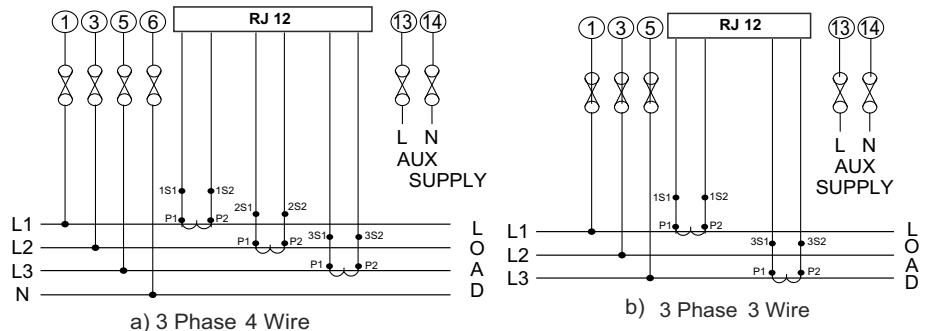 1 3 5 6 RJ 12 13 14
L N
AUX
SUPPLY
1S1 1S2
2S1 2S2
3S1 3S2
L1 P1 P2 L
L2 P1 P2 O
L3 P1 P2 A
N D
a) 3 Phase 4 Wire
1 3 5 RJ 12 13 14
L N
AUX
SUPPLY
1S1 1S2
L1 P1 P2 L
3S1 3S2 O
L2 A
L3 P1 P2 D
b) 3 Phase 3 Wire